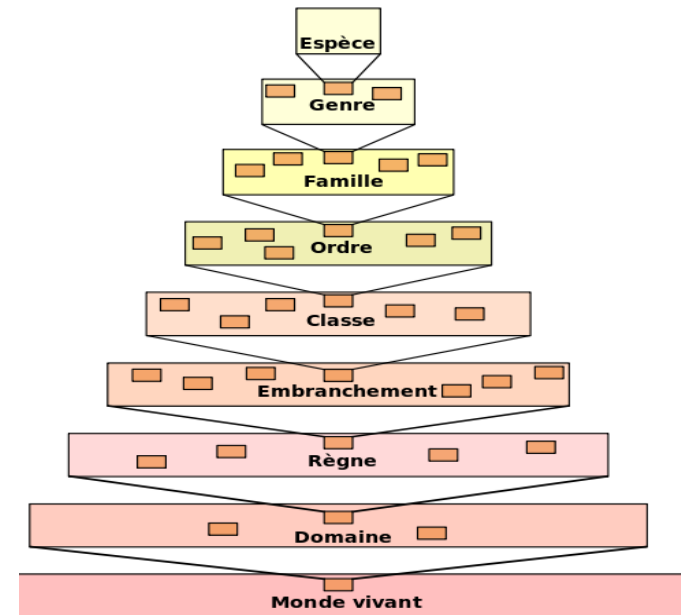 Espèce
Genre
Famille
Ordre
Classe
Embranchement
Règne
Domaine
Monde vivant